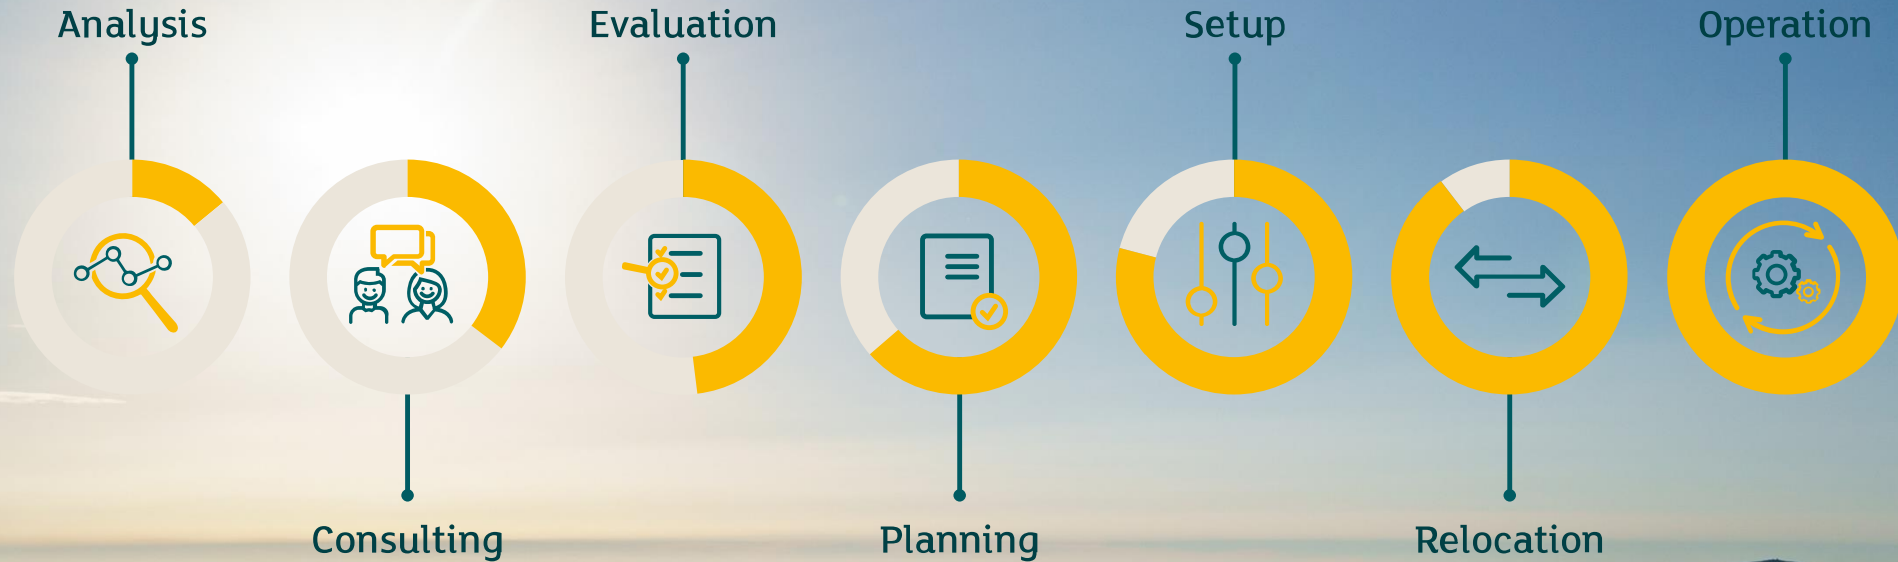 Analysis
Consulting
Evaluation
Planning
Setup
Relocation
Operation